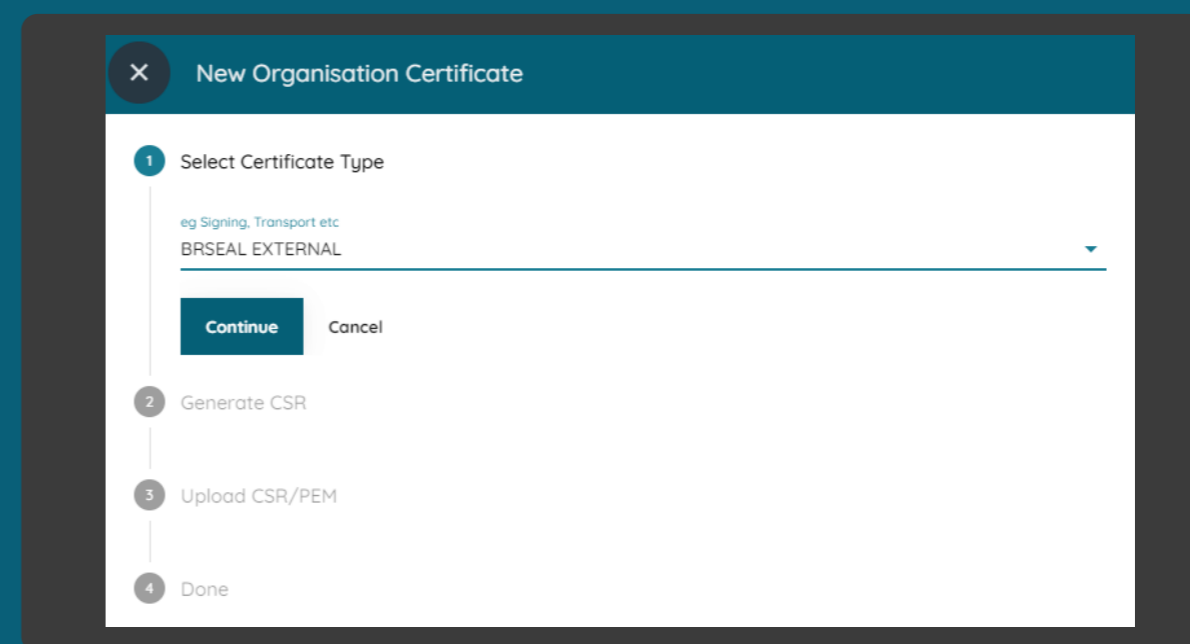 New Organisation Certificate
1 Select Certificate Type
eg Signing, Transport etc
BRSEAL EXTERNAL
Continue Cancel
2 Generate CSR
3 Upload CSR/PEM
4 Done